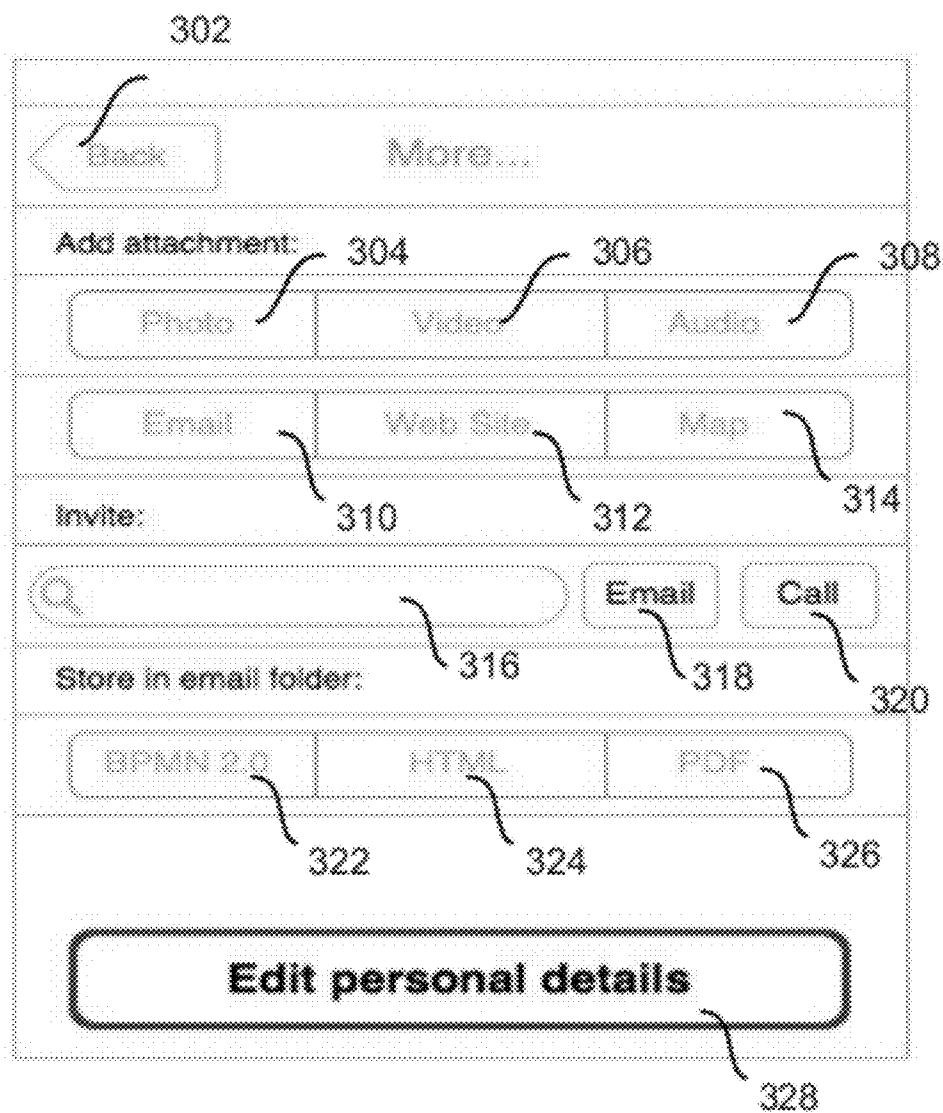 302
Back More...
Add attachment: 304 306 308
Photo Video Audio
Email Web Site Map
310 312 314
Invite:
Email Call
316 318 320
Store in email folder:
BPMN 2.0 HTML PDF
322 324 326
Edit personal details
328